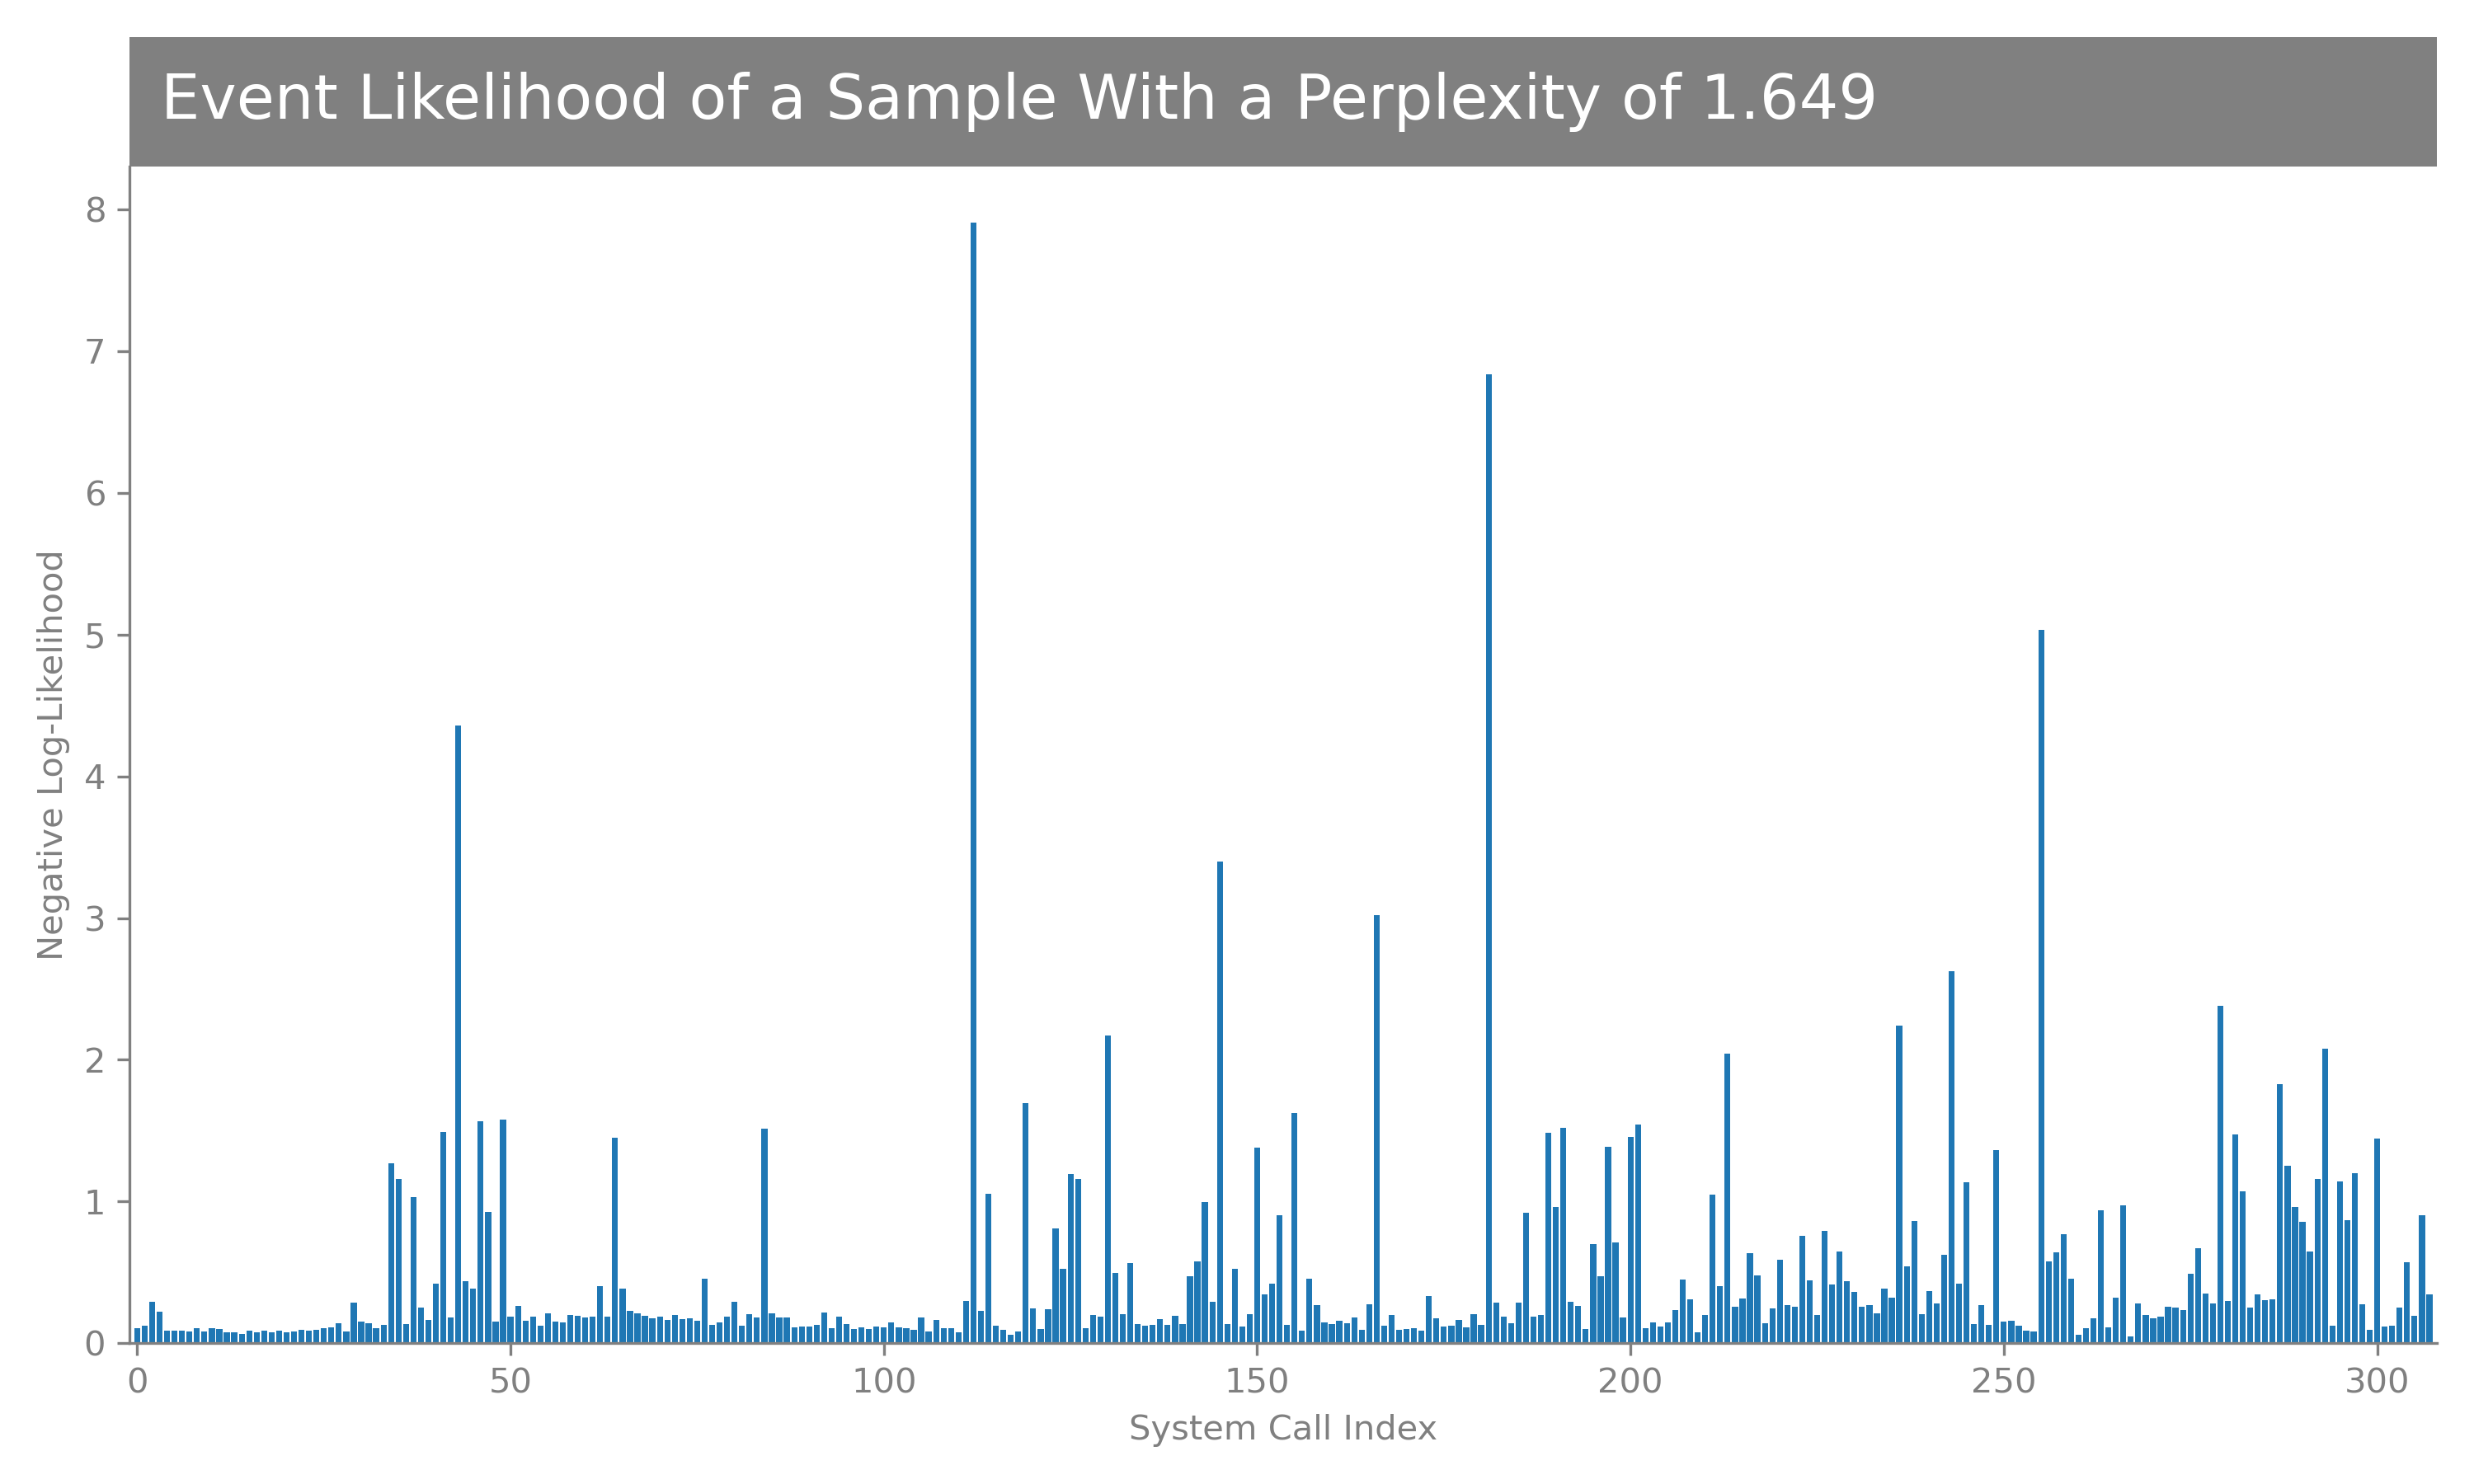 Event Likelihood of a Sample With a Perplexity of 1.649
8
7
6
5
4
3
2
1
0
Negative Log-Likelihood
0 50 100 150 200 250 300
System Call Index